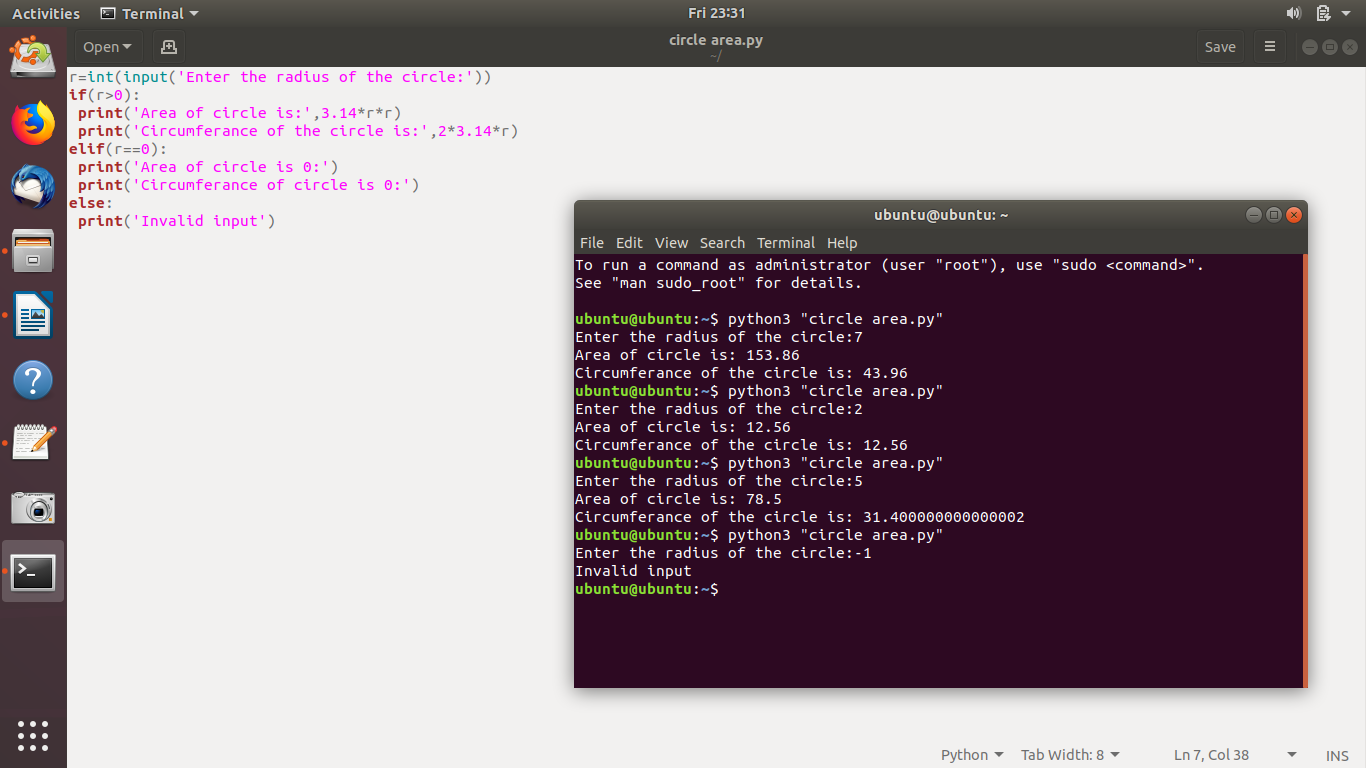 Activities Terminal Fri 23:31
Open circle area.py Save
~/
r=int(input('Enter the radius of the circle:'))
if(r>0):
 print('Area of circle is:',3.14*r*r)
 print('Circumferance of the circle is:',2*3.14*r)
elif(r==0):
 print('Area of circle is 0:')
 print('Circumferance of circle is 0:')
else:
 print('Invalid input')
ubuntu@ubuntu: ~
File Edit View Search Terminal Help
To run a command as administrator (user "root"), use "sudo <command>".
See "man sudo_root" for details.
ubuntu@ubuntu:~$ python3 "circle area.py"
Enter the radius of the circle:7
Area of circle is: 153.86
Circumferance of the circle is: 43.96
ubuntu@ubuntu:~$ python3 "circle area.py"
Enter the radius of the circle:2
Area of circle is: 12.56
Circumferance of the circle is: 12.56
ubuntu@ubuntu:~$ python3 "circle area.py"
Enter the radius of the circle:5
Area of circle is: 78.5
Circumferance of the circle is: 31.400000000000002
ubuntu@ubuntu:~$ python3 "circle area.py"
Enter the radius of the circle:-1
Invalid input
ubuntu@ubuntu:~$
Python Tab Width: 8 Ln 7, Col 38 INS